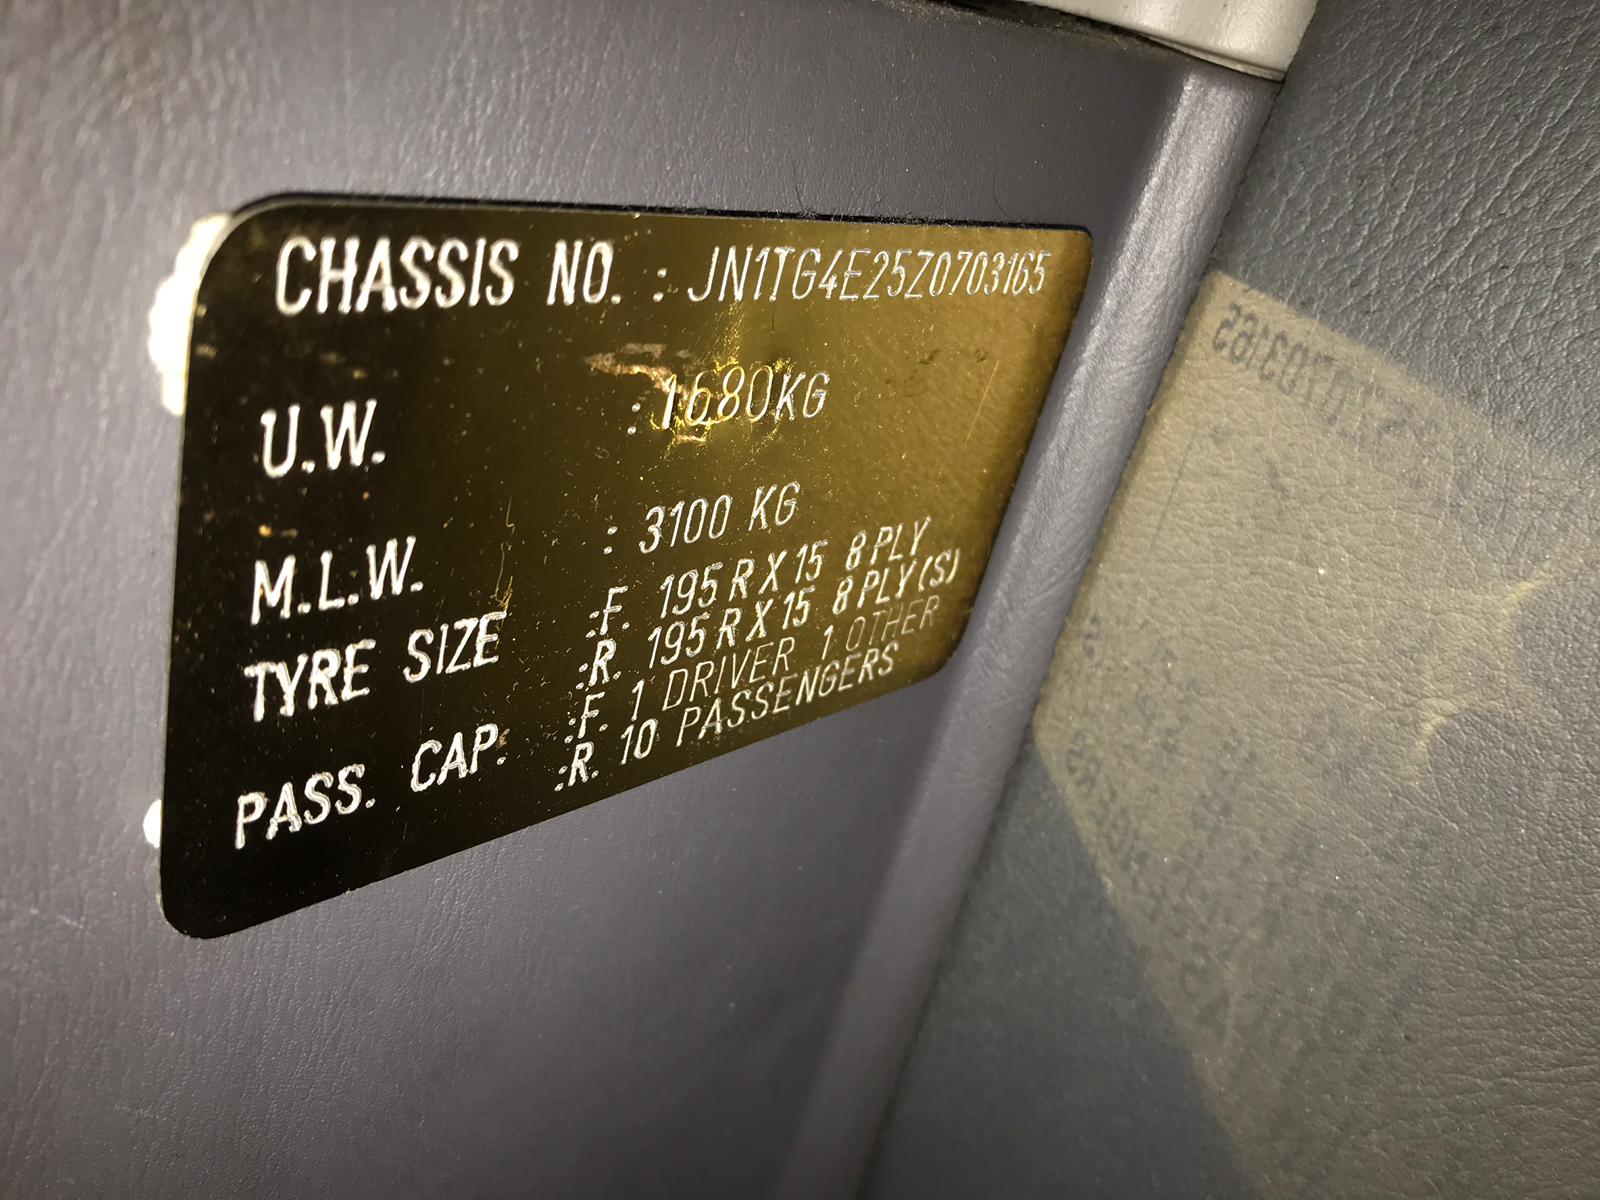 CHASSIS NO. : JN1TG4E25Z0703165
U.W. : 1680KG
M.L.W. : 3100 KG
TYRE SIZE :F. 195 R X 15 8 PLY
:R. 195 R X 15 8 PLY (S)
PASS. CAP. :F. 1 DRIVER 1 OTHER
:R. 10 PASSENGERS